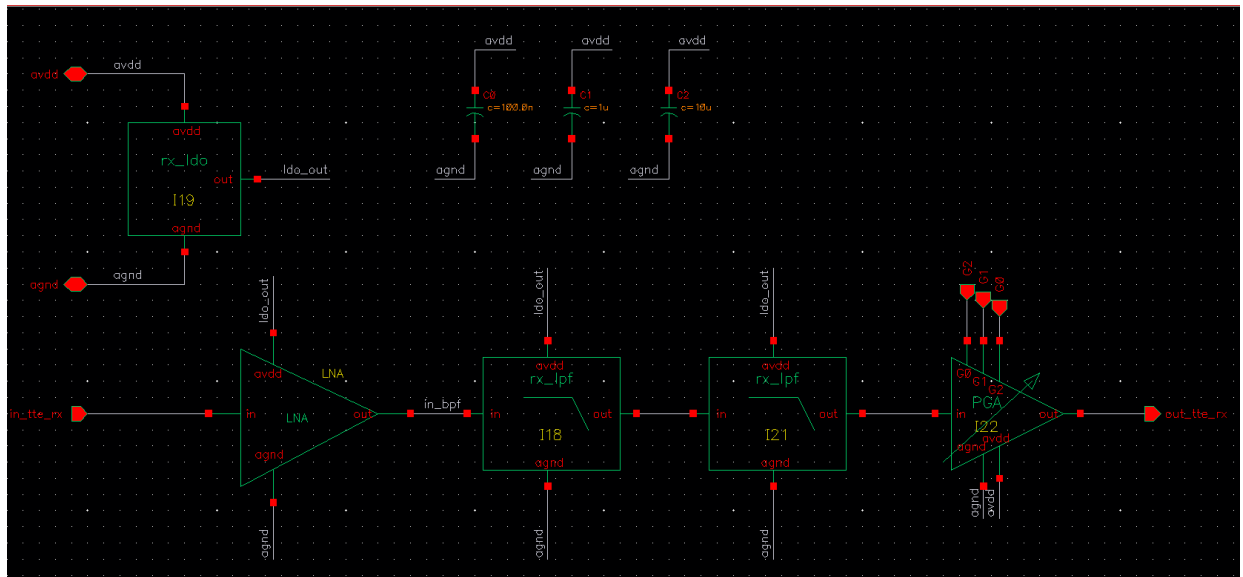 avdd
avdd
avdd
avdd
avdd
C0
c=100.0n
C1
c=1u
C2
c=10u
avdd
rx_ldo
out
ldo_out
I19
agnd
agnd
agnd
agnd
agnd
agnd
G2
G1
G0
ldo_out
ldo_out
ldo_out
avdd
LNA
avdd
rx_lpf
avdd
rx_lpf
G0
G1
G2
PGA
in_tte_rx
in
LNA
out
in_bpf
in
out
in
out
in
out
out_tte_rx
I18
I21
I22
avdd
agnd
agnd
agnd
agnd
agnd
agnd
agnd
agnd
avdd